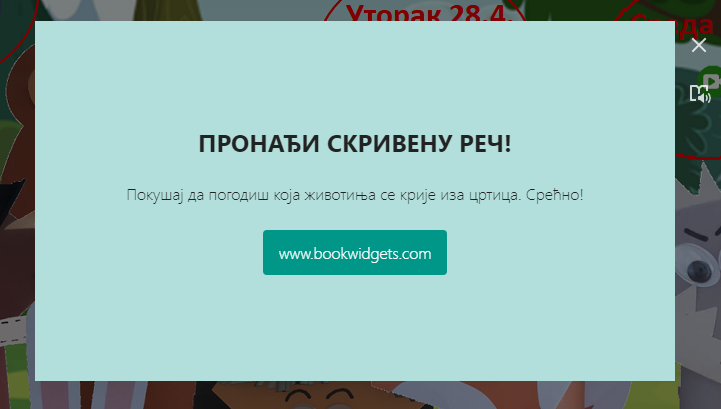 Уторак 28.4.
Среда
ПРОНАЂИ СКРИВЕНУ РЕЧ!
Покушај да погодиш која животиња се крије иза цртица. Срећно!
www.bookwidgets.com